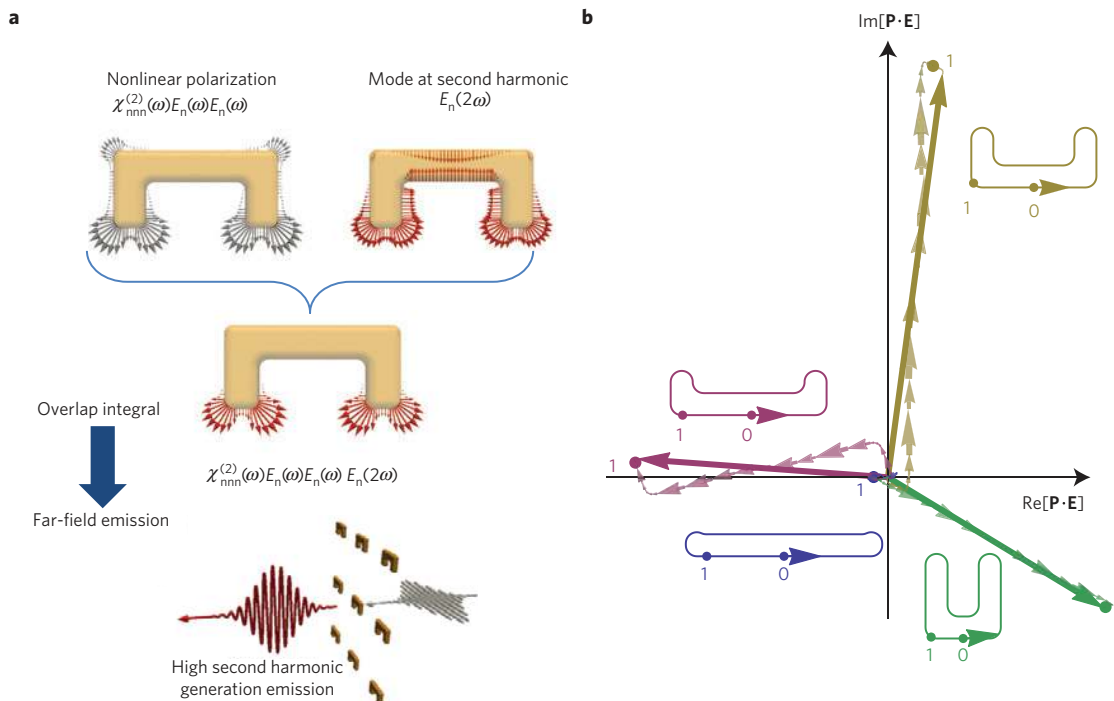 a
Nonlinear polarization
χ⁽²⁾ₙₙₙ(ω)Eₙ(ω)Eₙ(ω)
Mode at second harmonic
Eₙ(2ω)
Overlap integral
χ⁽²⁾ₙₙₙ(ω)Eₙ(ω)Eₙ(ω) Eₙ(2ω)
Far-field emission
High second harmonic
generation emission
b
Im[P·E]
1
1
0
1
0
1
1
Re[P·E]
1
0
1
0